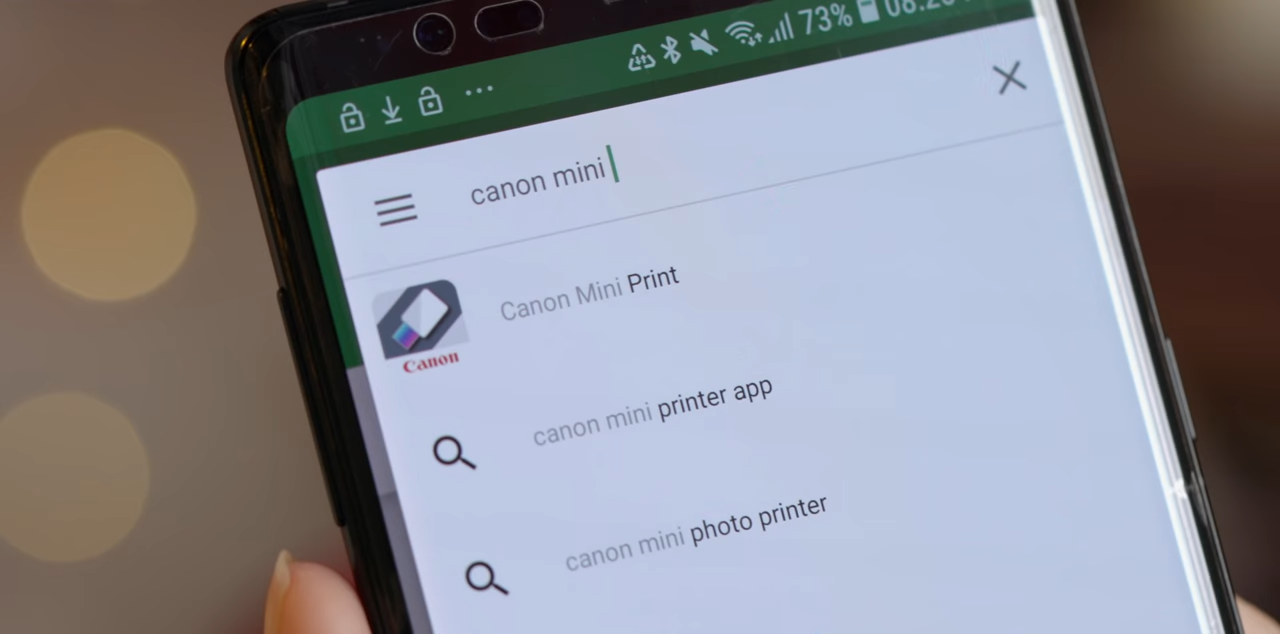 73%
canon mini
Canon Mini Print
Canon
canon mini printer app
canon mini photo printer